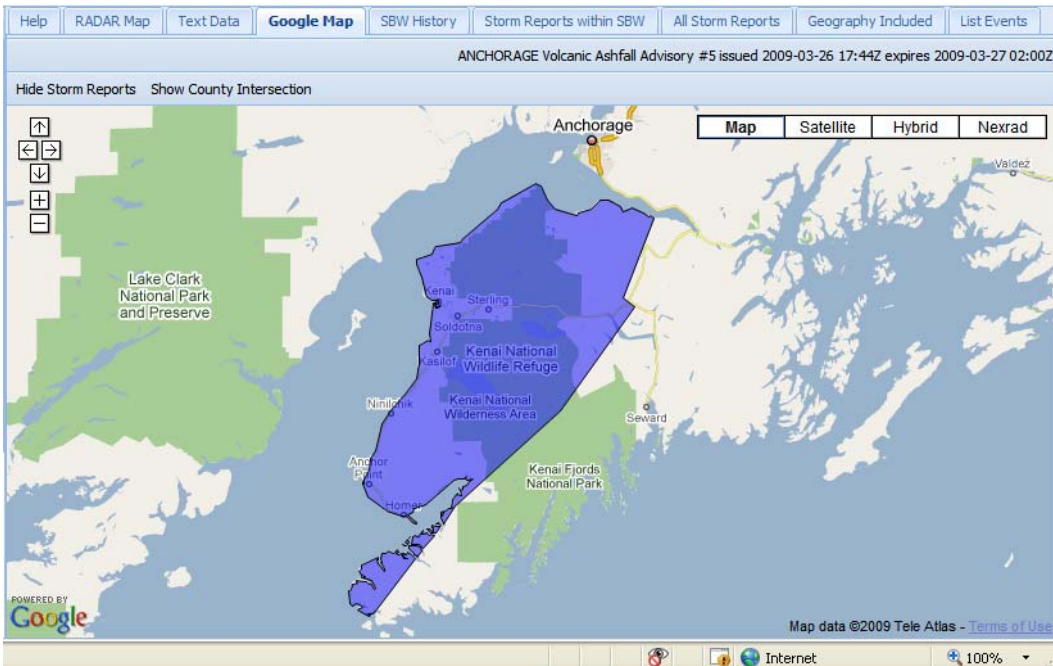 Help RADAR Map Text Data Google Map SBW History Storm Reports within SBW All Storm Reports Geography Included List Events
ANCHORAGE Volcanic Ashfall Advisory #5 issued 2009-03-26 17:44Z expires 2009-03-27 02:00Z
Hide Storm Reports Show County Intersection
Map Satellite Hybrid Nexrad
Anchorage
Valdez
Lake Clark
National Park
and Preserve
Kenai
Sterling
Soldotna
Kasilof
Kenai National
Wildlife Refuge
Kenai National
Wilderness Area
Ninilchik
Seward
Anchor
Point
Kenai Fjords
National Park
Homer
POWERED BY
Google
Map data ©2009 Tele Atlas - Terms of Use
Internet 100%